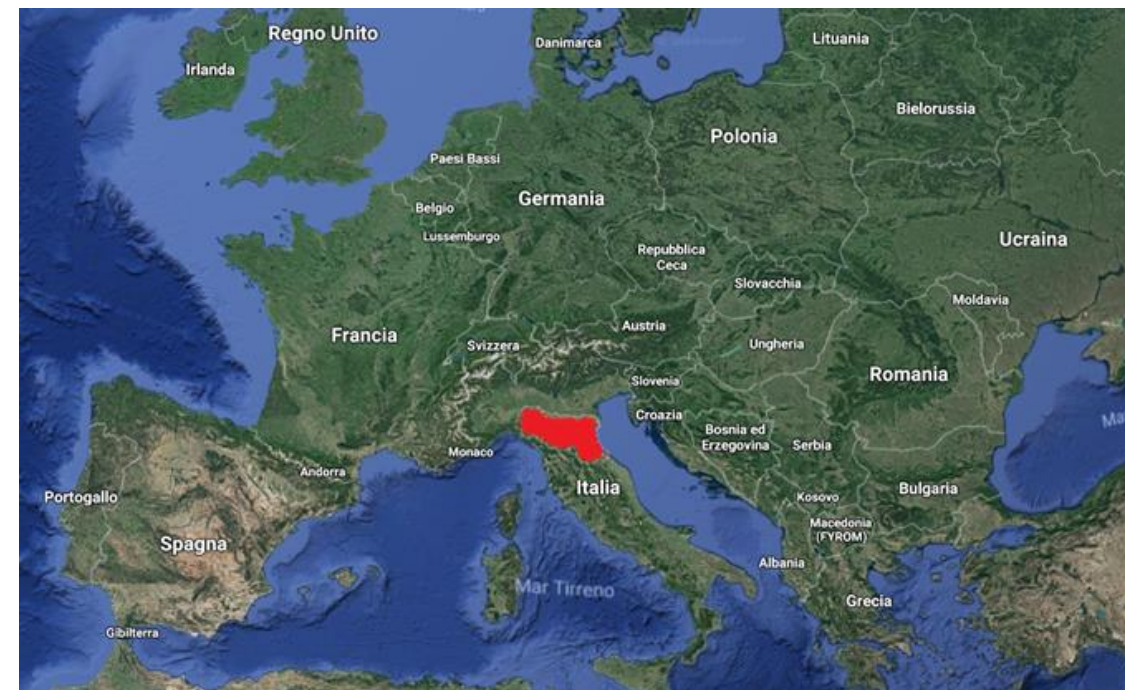 Regno Unito
Danimarca
Lituania
Irlanda
Bielorussia
Polonia
Paesi Bassi
Germania
Belgio
Lussemburgo
Ucraina
Repubblica
Ceca
Slovacchia
Moldavia
Francia
Austria
Svizzera
Ungheria
Romania
Slovenia
Croazia
Ma
Bosnia ed
Erzegovina
Serbia
Monaco
Andorra
Italia
Bulgaria
Portogallo
Kosovo
Macedonia
(FYROM)
Spagna
Albania
Mar Tirreno
Grecia
Gibilterra